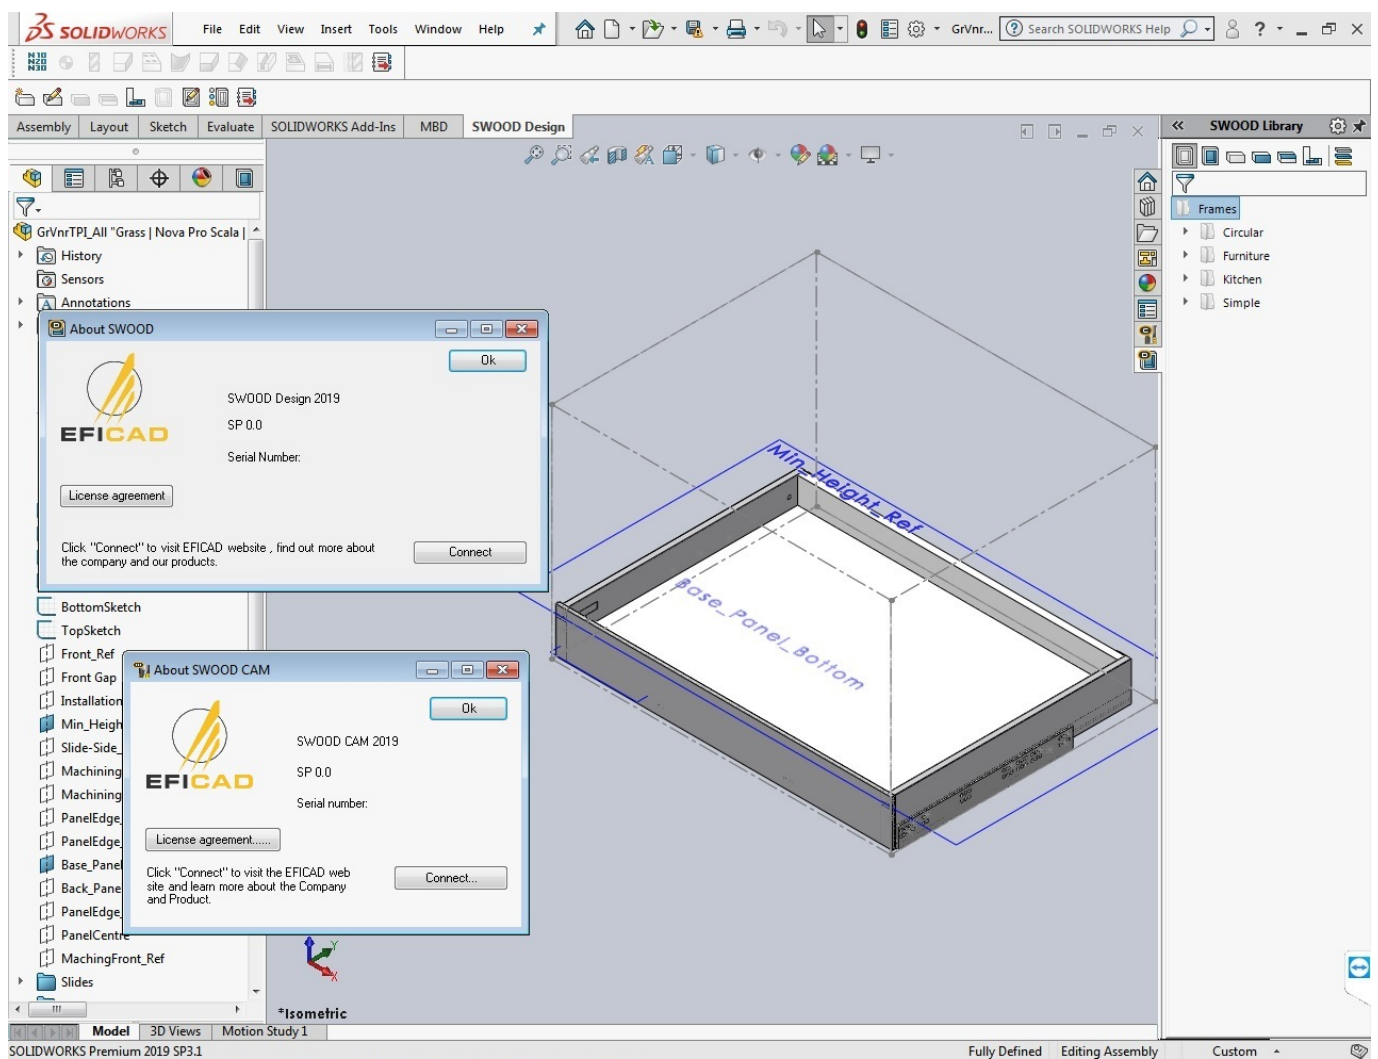 SOLIDWORKS File Edit View Insert Tools Window Help GrVnr... Search SOLIDWORKS Help
N10
N20
N30
Assembly Layout Sketch Evaluate SOLIDWORKS Add-Ins MBD SWOOD Design
SWOOD Library
Frames
Circular
Furniture
Kitchen
Simple
GrVnrTPI_All "Grass | Nova Pro Scala |
History
Sensors
Annotations
About SWOOD
Ok
EFICAD
SWOOD Design 2019
SP 0.0
Serial Number:
License agreement
Click "Connect" to visit EFICAD website , find out more about
the company and our products.
Connect
Min_Height_Ref
Base_Panel_Bottom
BottomSketch
TopSketch
Front_Ref
Front Gap
Installation
Min_Heigh
Slide-Side_
Machining
Machining
PanelEdge_
PanelEdge_
Base_Panel
Back_Pane
PanelEdge_
PanelCentre
MachingFront_Ref
Slides
About SWOOD CAM
Ok
EFICAD
SWOOD CAM 2019
SP 0.0
Serial number:
License agreement......
Click "Connect" to visit the EFICAD web
site and learn more about the Company
and Product.
Connect...
Y
X
*Isometric
Model 3D Views Motion Study 1
SOLIDWORKS Premium 2019 SP3.1 Fully Defined Editing Assembly Custom